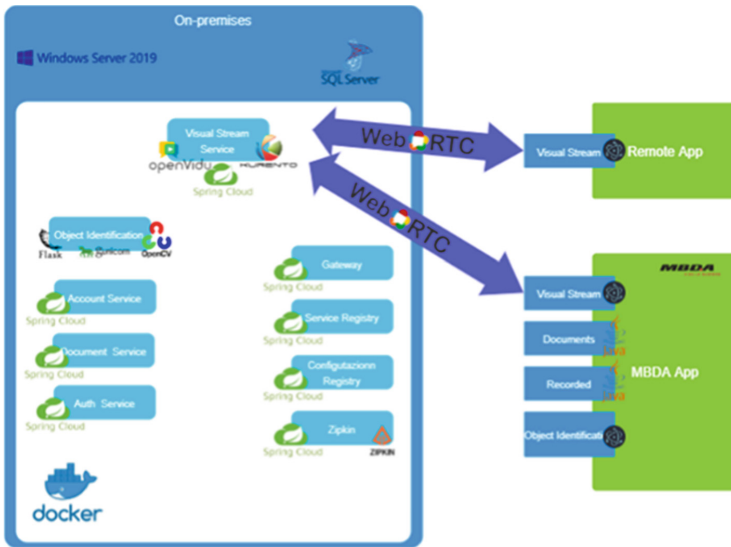 On-premises
Windows Server 2019
SQL Server
Visual Stream
Service
openVidu
KURENTO
Spring Cloud
Web RTC
Visual Stream
Remote App
Web RTC
Object Identification
Flask
gunicorn
OpenCV
Gateway
Spring Cloud
Account Service
Spring Cloud
Service Registry
Spring Cloud
Document Service
Spring Cloud
Configutazionn
Registry
Spring Cloud
Auth Service
Spring Cloud
Zipkin
Spring Cloud
ZIPKIN
docker
MBDA
Visual Stream
Documents
Java
MBDA App
Recorded
Java
Object Identificati